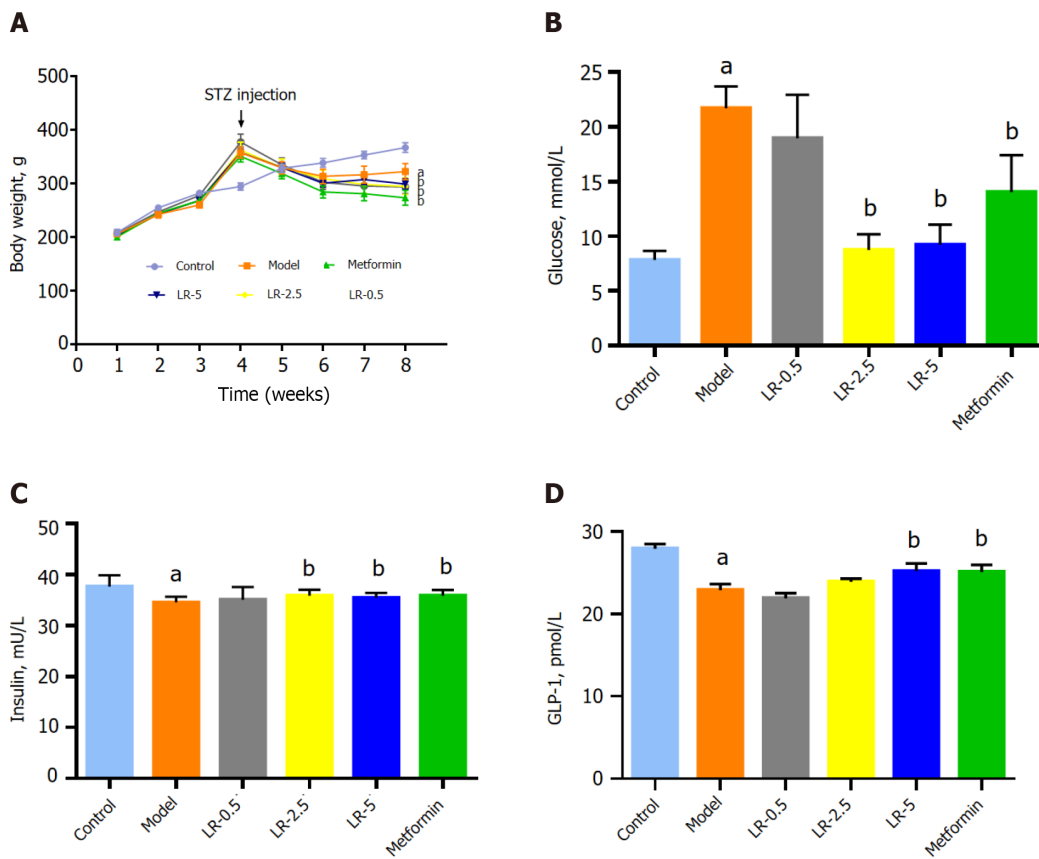 A
500
400
300
200
100
0
Body weight, g
STZ injection
a
b
b
b
Control
Model
Metformin
LR-5
LR-2.5
LR-0.5
0 1 2 3 4 5 6 7 8
Time (weeks)
B
25
20
15
10
5
0
Glucose, mmol/L
a
b
b
b
Control
Model
LR-0.5
LR-2.5
LR-5
Metformin
C
50
40
30
20
10
0
Insulin, mU/L
a
b
b
b
Control
Model
LR-0.5
LR-2.5
LR-5
Metformin
D
30
20
10
0
GLP-1, pmol/L
a
b
b
Control
Model
LR-0.5
LR-2.5
LR-5
Metformin